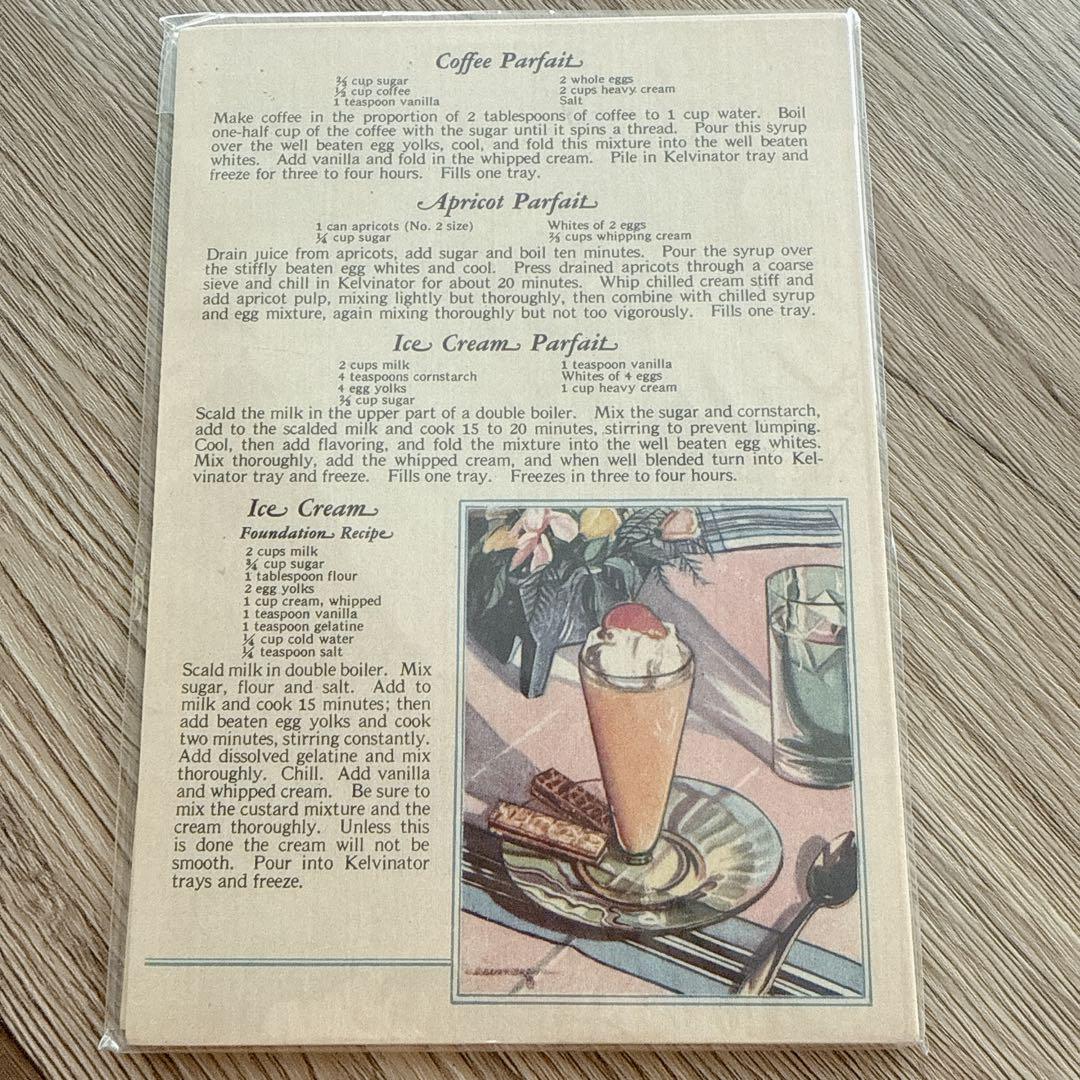 Coffee Parfait
⅔ cup sugar 2 whole eggs
½ cup coffee 2 cups heavy cream
1 teaspoon vanilla Salt
Make coffee in the proportion of 2 tablespoons of coffee to 1 cup water. Boil
one-half cup of the coffee with the sugar until it spins a thread. Pour this syrup
over the well beaten egg yolks, cool, and fold this mixture into the well beaten
whites. Add vanilla and fold in the whipped cream. Pile in Kelvinator tray and
freeze for three to four hours. Fills one tray.
Apricot Parfait
1 can apricots (No. 2 size) Whites of 2 eggs
¼ cup sugar ⅔ cups whipping cream
Drain juice from apricots, add sugar and boil ten minutes. Pour the syrup over
the stiffly beaten egg whites and cool. Press drained apricots through a coarse
sieve and chill in Kelvinator for about 20 minutes. Whip chilled cream stiff and
add apricot pulp, mixing lightly but thoroughly, then combine with chilled syrup
and egg mixture, again mixing thoroughly but not too vigorously. Fills one tray.
Ice Cream Parfait
2 cups milk 1 teaspoon vanilla
4 teaspoons cornstarch Whites of 4 eggs
4 egg yolks 1 cup heavy cream
⅔ cup sugar
Scald the milk in the upper part of a double boiler. Mix the sugar and cornstarch,
add to the scalded milk and cook 15 to 20 minutes, stirring to prevent lumping.
Cool, then add flavoring, and fold the mixture into the well beaten egg whites.
Mix thoroughly, add the whipped cream, and when well blended turn into Kel-
vinator tray and freeze. Fills one tray. Freezes in three to four hours.
Ice Cream
Foundation Recipe
2 cups milk
¾ cup sugar
1 tablespoon flour
2 egg yolks
1 cup cream, whipped
1 teaspoon vanilla
1 teaspoon gelatine
¼ cup cold water
¼ teaspoon salt
Scald milk in double boiler. Mix
sugar, flour and salt. Add to
milk and cook 15 minutes; then
add beaten egg yolks and cook
two minutes, stirring constantly.
Add dissolved gelatine and mix
thoroughly. Chill. Add vanilla
and whipped cream. Be sure to
mix the custard mixture and the
cream thoroughly. Unless this
is done the cream will not be
smooth. Pour into Kelvinator
trays and freeze.